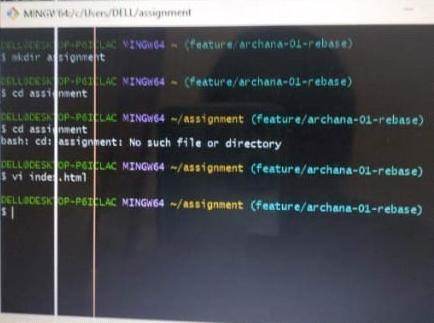 MINGW64:/c/Users/DELL/assignment
DELL@DESKTOP-P6ICLAC MINGW64 ~ (feature/archana-01-rebase)
$ mkdir assignment
DELL@DESKTOP-P6ICLAC MINGW64 ~ (feature/archana-01-rebase)
$ cd assignment
DELL@DESKTOP-P6ICLAC MINGW64 ~/assignment (feature/archana-01-rebase)
$ cd assignment
bash: cd: assignment: No such file or directory
DELL@DESKTOP-P6ICLAC MINGW64 ~/assignment (feature/archana-01-rebase)
$ vi index.html
DELL@DESKTOP-P6ICLAC MINGW64 ~/assignment (feature/archana-01-rebase)
$